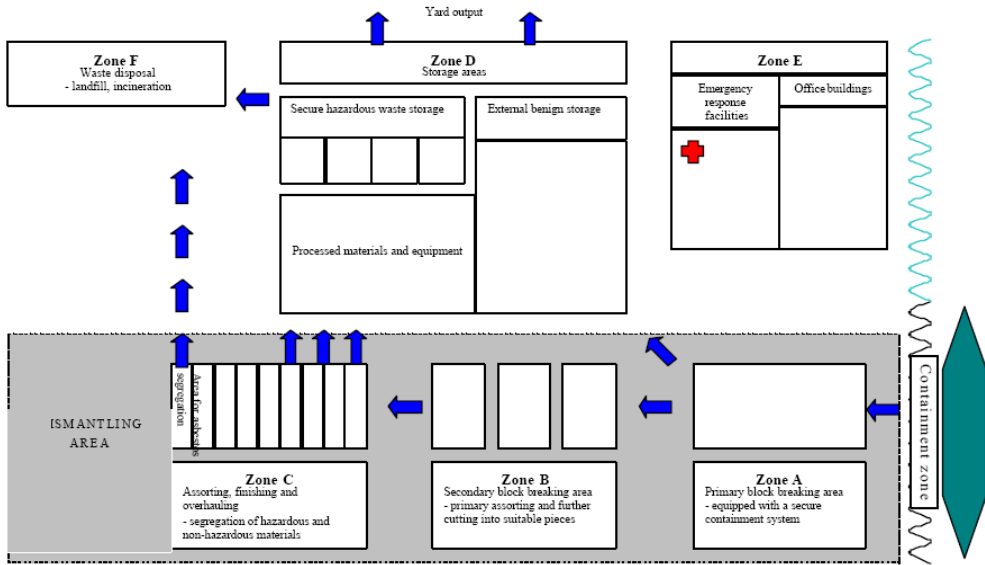 Yard output
Zone F
Waste disposal
- landfill, incineration
Zone D
Storage areas
Zone E
Emergency
response
facilities
Office buildings
Secure hazardous waste storage
External benign storage
Processed materials and equipment
ISMANTLING
AREA
Area for asbestos
segregation
Containment zone
Zone C
Assorting, finishing and
overhauling
- segregation of hazardous and
non-hazardous materials
Zone B
Secondary block breaking area
- primary assorting and further
cutting into suitable pieces
Zone A
Primary block breaking area
- equipped with a secure
containment system